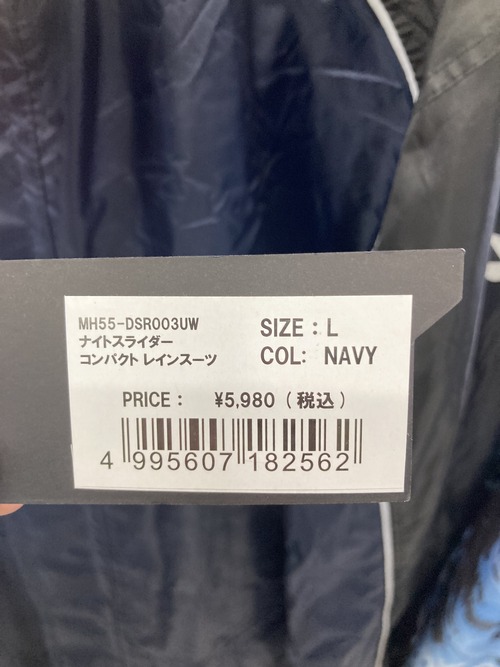 MH55-DSR003UW
ナイトスライダー
コンパクト レインスーツ
SIZE : L
COL: NAVY
PRICE : ¥5,980 (税込)
4 995607 182562